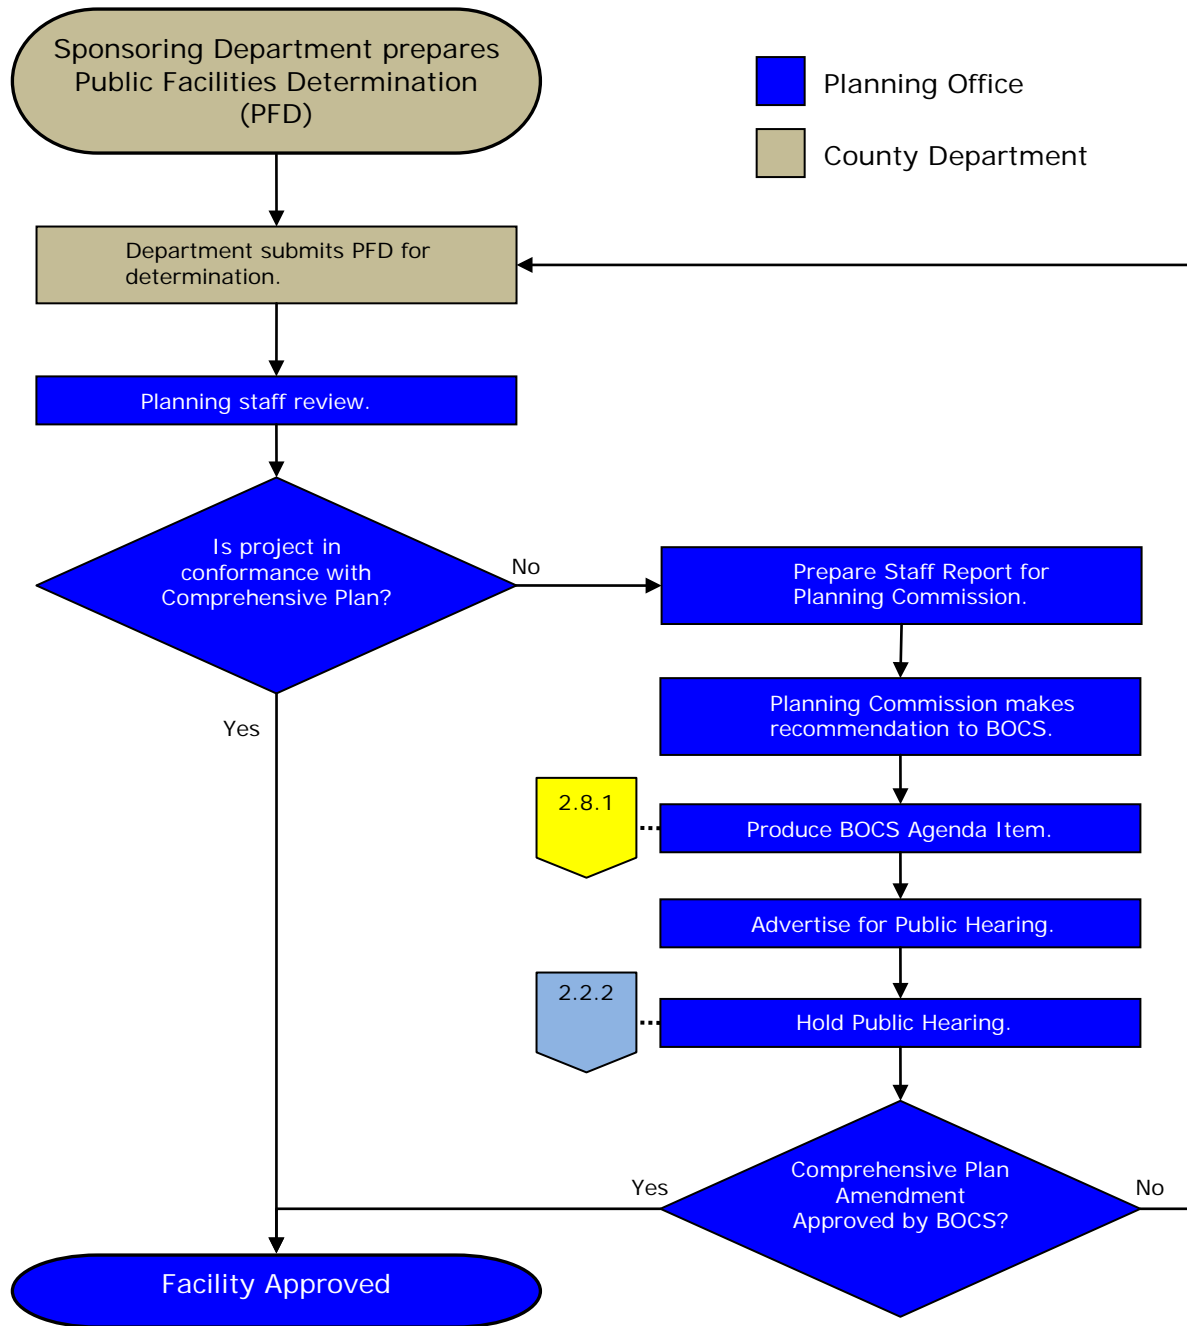 Sponsoring Department prepares
Public Facilities Determination
(PFD)
Planning Office
County Department
Department submits PFD for
determination.
Planning staff review.
Is project in
conformance with
Comprehensive Plan?
No
Yes
Prepare Staff Report for
Planning Commission.
Planning Commission makes
recommendation to BOCS.
2.8.1
Produce BOCS Agenda Item.
Advertise for Public Hearing.
2.2.2
Hold Public Hearing.
Comprehensive Plan
Amendment
Approved by BOCS?
Yes
No
Facility Approved